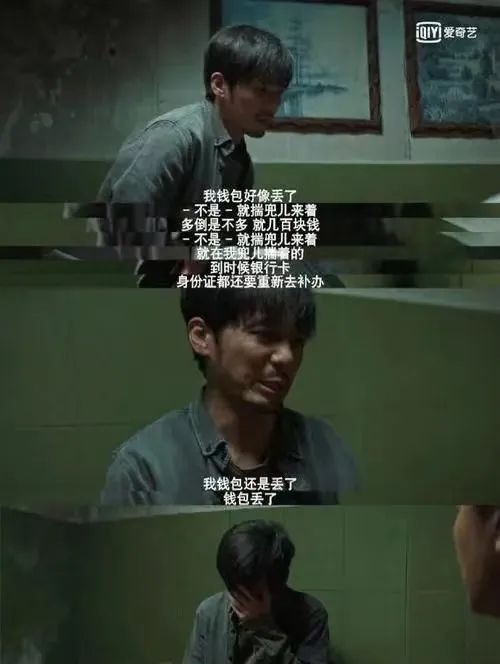 iQIYI 爱奇艺
我钱包好像丢了
- 不是 - 就揣兜儿来着
多倒是不多 就几百块钱
- 不是 - 就揣兜儿来着
就在我兜儿揣着的
到时候银行卡
身份证都还要重新去补办
我钱包还是丢了
钱包丢了